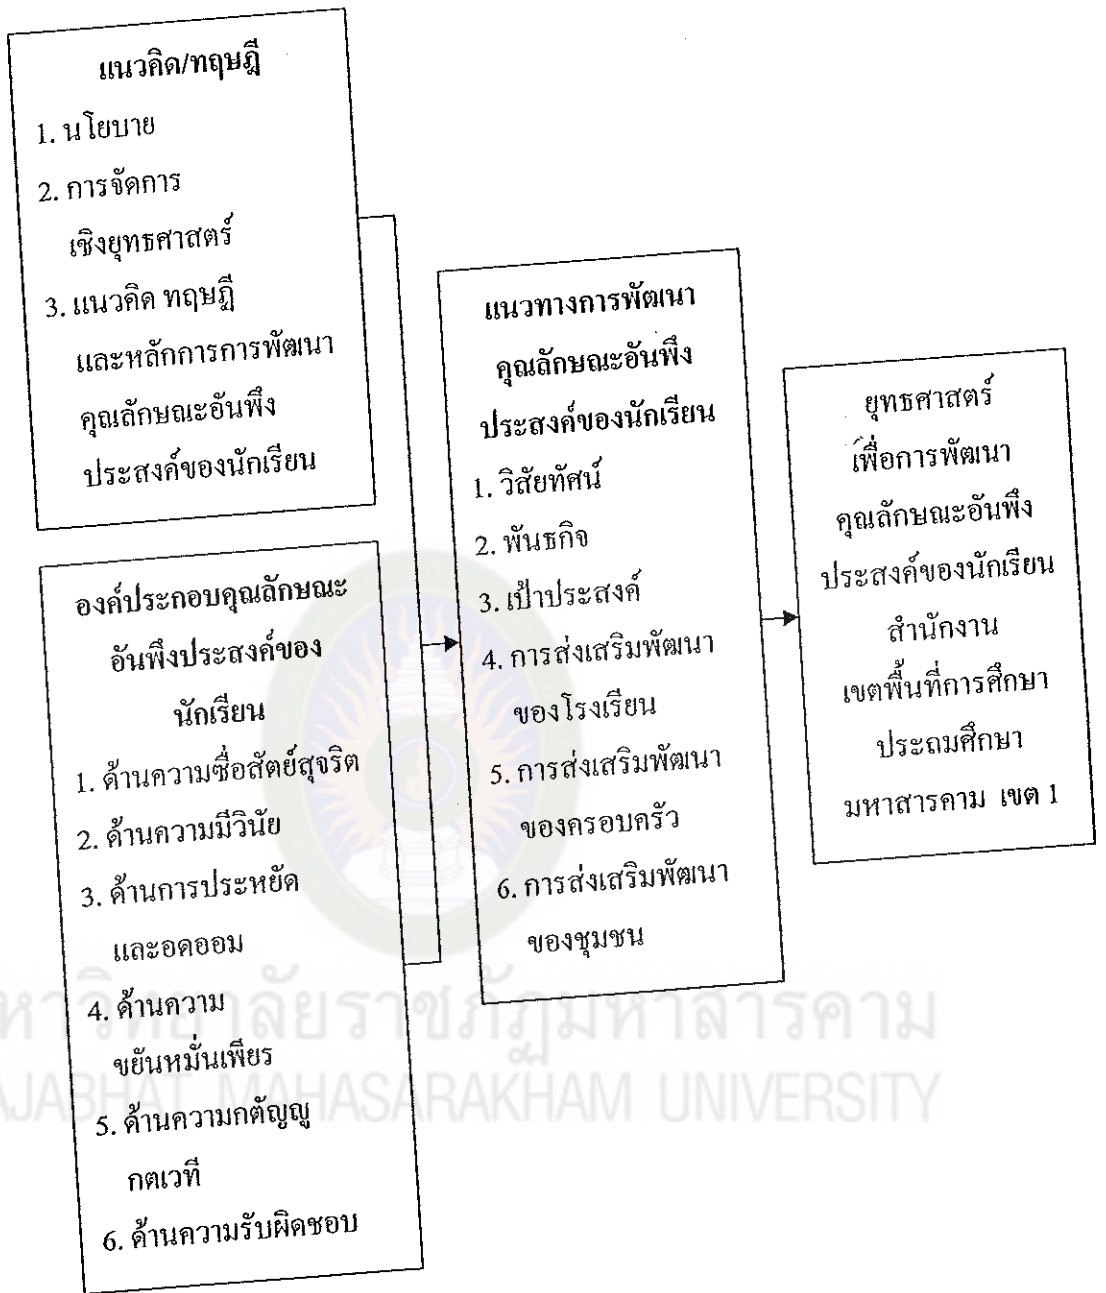 แนวคิด/ทฤษฎี
1. นโยบาย
2. การจัดการ
เชิงยุทธศาสตร์
3. แนวคิด ทฤษฎี
และหลักการการพัฒนา
คุณลักษณะอันพึง
ประสงค์ของนักเรียน
องค์ประกอบคุณลักษณะ
อันพึงประสงค์ของ
นักเรียน
1. ด้านความซื่อสัตย์สุจริต
2. ด้านความมีวินัย
3. ด้านการประหยัด
และอดออม
4. ด้านความ
ขยันหมั่นเพียร
5. ด้านความกตัญญู
กตเวที
6. ด้านความรับผิดชอบ
แนวทางการพัฒนา
คุณลักษณะอันพึง
ประสงค์ของนักเรียน
1. วิสัยทัศน์
2. พันธกิจ
3. เป้าประสงค์
4. การส่งเสริมพัฒนา
ของโรงเรียน
5. การส่งเสริมพัฒนา
ของครอบครัว
6. การส่งเสริมพัฒนา
ของชุมชน
ยุทธศาสตร์
เพื่อการพัฒนา
คุณลักษณะอันพึง
ประสงค์ของนักเรียน
สำนักงาน
เขตพื้นที่การศึกษา
ประถมศึกษา
มหาสารคาม เขต 1
ราชภัฏมหาสารคาม
MAHASARAKHAM UNIVERSITY